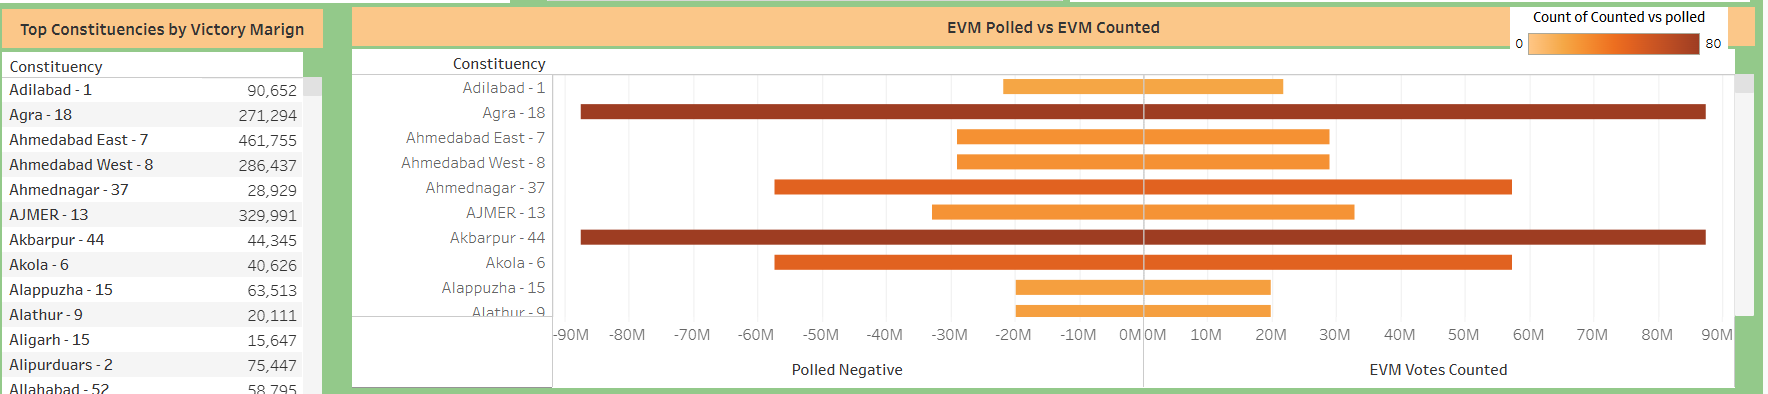 Top Constituencies by Victory Marign
Constituency
Adilabad - 1 90,652
Agra - 18 271,294
Ahmedabad East - 7 461,755
Ahmedabad West - 8 286,437
Ahmednagar - 37 28,929
AJMER - 13 329,991
Akbarpur - 44 44,345
Akola - 6 40,626
Alappuzha - 15 63,513
Alathur - 9 20,111
Aligarh - 15 15,647
Alipurduars - 2 75,447
Allahabad - 52 58,795
EVM Polled vs EVM Counted
Count of Counted vs polled
0 80
Constituency
Adilabad - 1
Agra - 18
Ahmedabad East - 7
Ahmedabad West - 8
Ahmednagar - 37
AJMER - 13
Akbarpur - 44
Akola - 6
Alappuzha - 15
Alathur - 9
-90M -80M -70M -60M -50M -40M -30M -20M -10M 0M 0M 10M 20M 30M 40M 50M 60M 70M 80M 90M
Polled Negative EVM Votes Counted